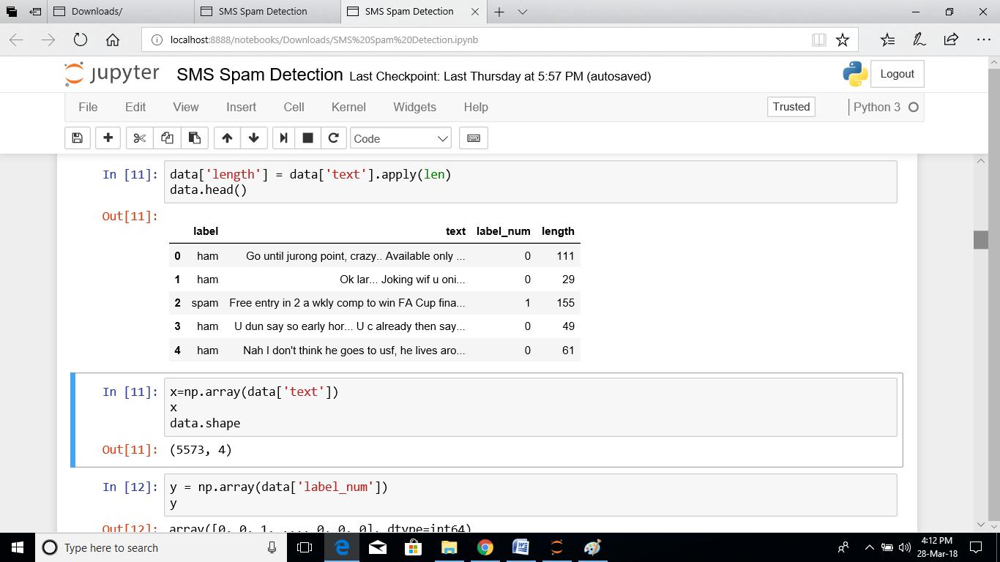 Downloads/
SMS Spam Detection
SMS Spam Detection
localhost:8888/notebooks/Downloads/SMS%20Spam%20Detection.ipynb
jupyter SMS Spam Detection Last Checkpoint: Last Thursday at 5:57 PM (autosaved)
Logout
File Edit View Insert Cell Kernel Widgets Help
Trusted
Python 3
Code
In [11]: data['length'] = data['text'].apply(len)
data.head()
Out[11]:
label text label_num length
0 ham Go until jurong point, crazy.. Available only ... 0 111
1 ham Ok lar... Joking wif u oni... 0 29
2 spam Free entry in 2 a wkly comp to win FA Cup fina... 1 155
3 ham U dun say so early hor... U c already then say... 0 49
4 ham Nah I don't think he goes to usf, he lives aro... 0 61
In [11]: x=np.array(data['text'])
x
data.shape
Out[11]: (5573, 4)
In [12]: y = np.array(data['label_num'])
y
Out[12]: array([0, 0, 1, ..., 0, 0, 0], dtype=int64)
Type here to search
4:12 PM
28-Mar-18